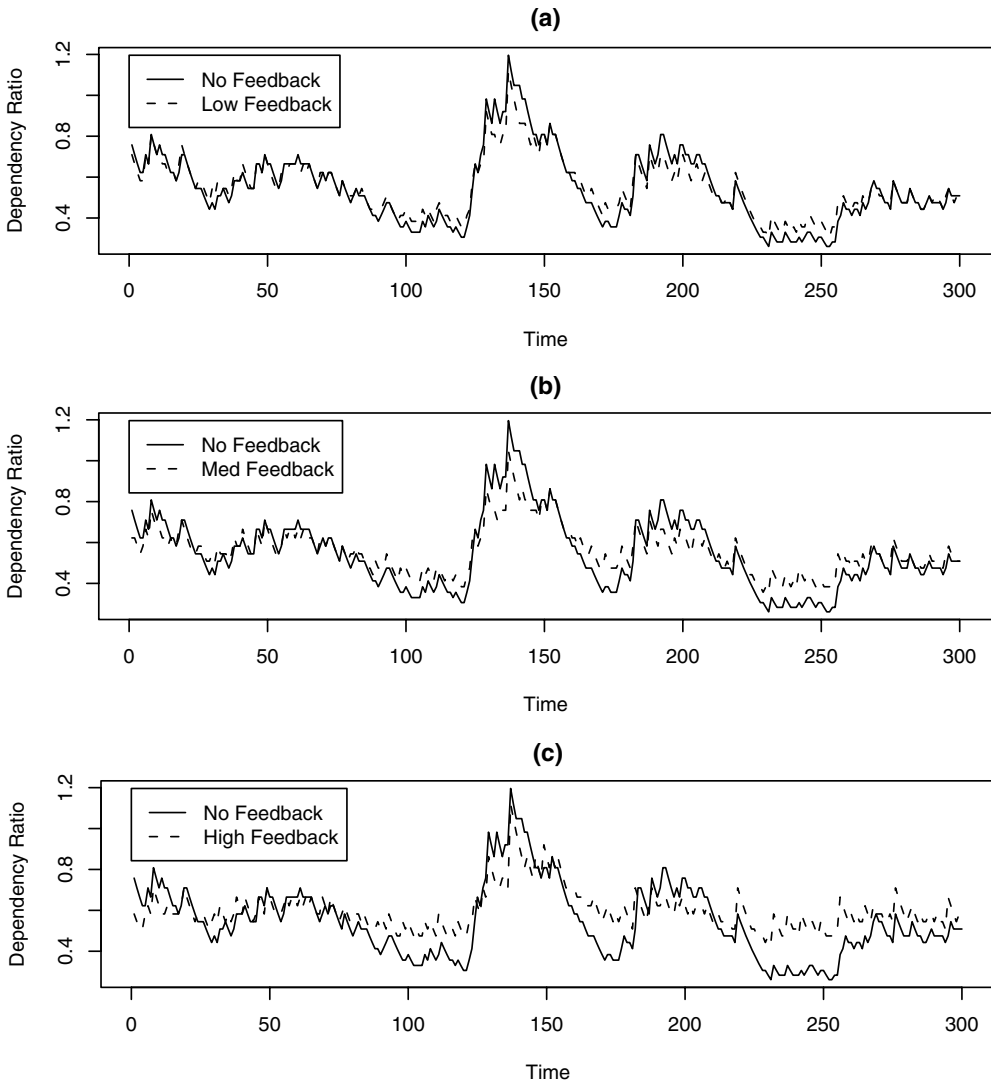 (a)
Dependency Ratio
1.2
0.8
0.4
No Feedback
Low Feedback
0 50 100 150 200 250 300
Time
(b)
Dependency Ratio
1.2
0.8
0.4
No Feedback
Med Feedback
0 50 100 150 200 250 300
Time
(c)
Dependency Ratio
1.2
0.8
0.4
No Feedback
High Feedback
0 50 100 150 200 250 300
Time